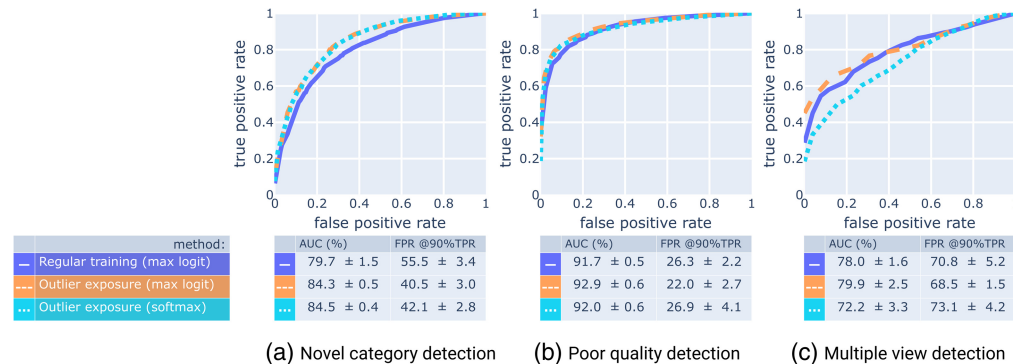 true positive rate
1
0.8
0.6
0.4
0.2
0
0 0.2 0.4 0.6 0.8 1
false positive rate
true positive rate
1
0.8
0.6
0.4
0.2
0
0 0.2 0.4 0.6 0.8 1
false positive rate
true positive rate
1
0.8
0.6
0.4
0.2
0
0 0.2 0.4 0.6 0.8 1
false positive rate
method:
Regular training (max logit)
Outlier exposure (max logit)
Outlier exposure (softmax)
AUC (%) FPR @90%TPR
79.7 ± 1.5 55.5 ± 3.4
84.3 ± 0.5 40.5 ± 3.0
84.5 ± 0.4 42.1 ± 2.8
AUC (%) FPR @90%TPR
91.7 ± 0.5 26.3 ± 2.2
92.9 ± 0.6 22.0 ± 2.7
92.0 ± 0.6 26.9 ± 4.1
AUC (%) FPR @90%TPR
78.0 ± 1.6 70.8 ± 5.2
79.9 ± 2.5 68.5 ± 1.5
72.2 ± 3.3 73.1 ± 4.2
(a) Novel category detection
(b) Poor quality detection
(c) Multiple view detection